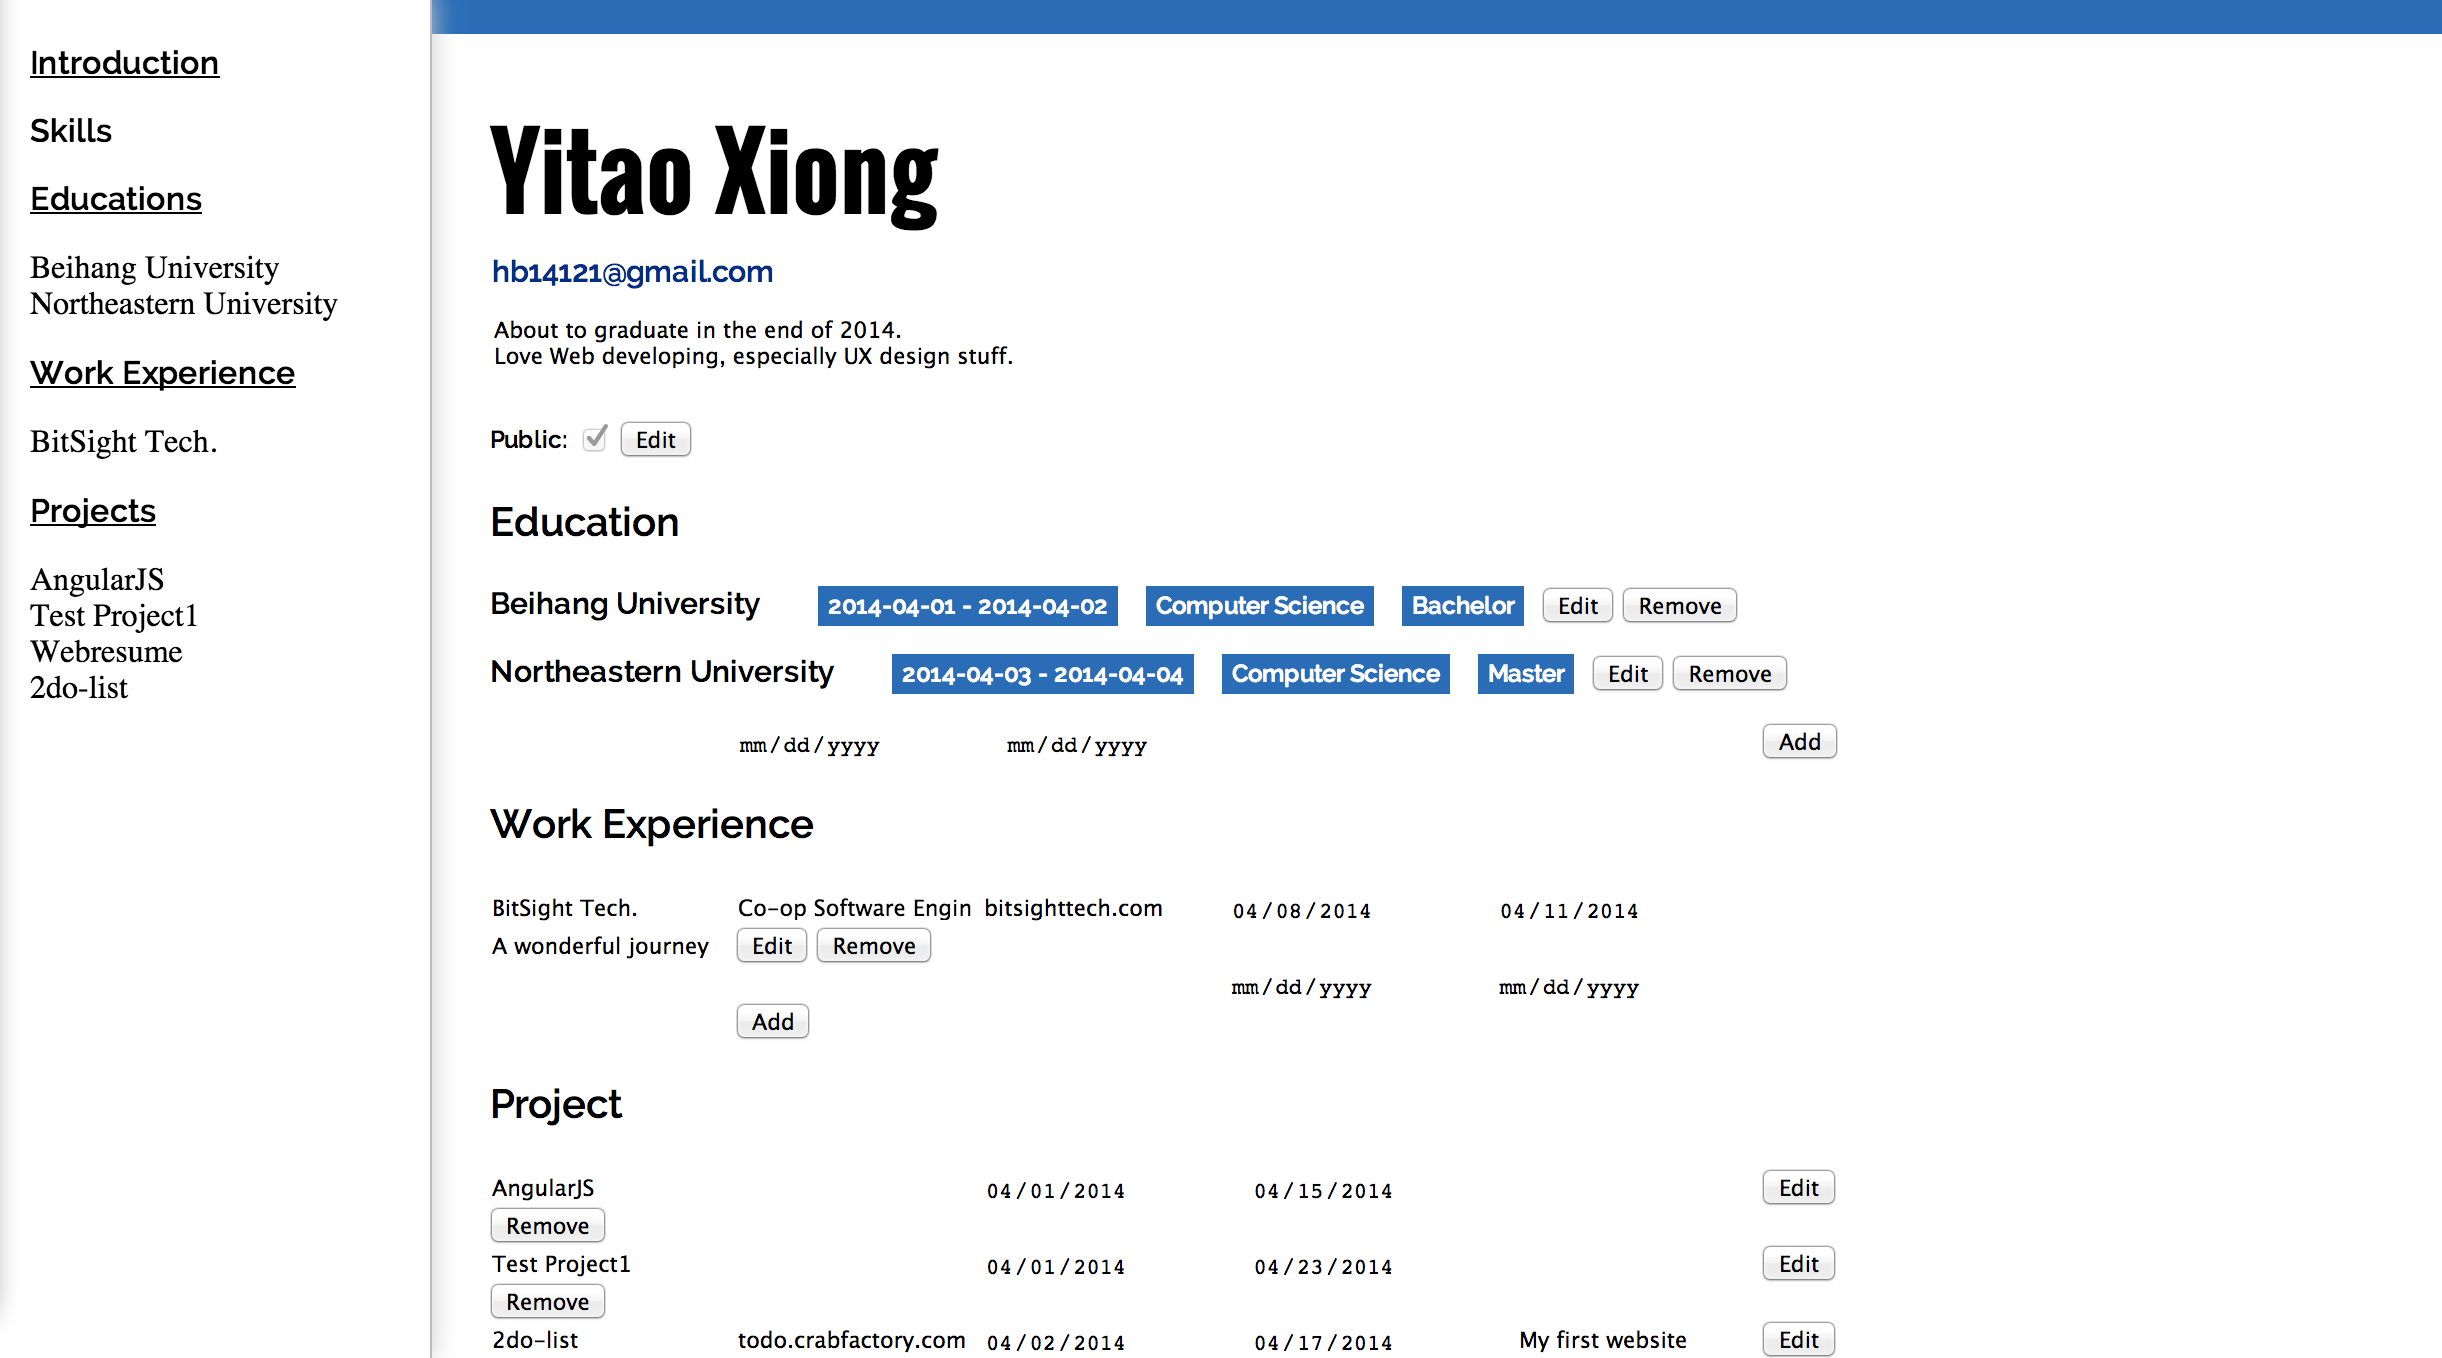 Introduction
Skills
Educations
Beihang University
Northeastern University
Work Experience
BitSight Tech.
Projects
AngularJS
Test Project1
Webresume
2do-list
Yitao Xiong
hb14121@gmail.com
About to graduate in the end of 2014.
Love Web developing, especially UX design stuff.
Public: Edit
Education
Beihang University 2014-04-01 - 2014-04-02 Computer Science Bachelor Edit Remove
Northeastern University 2014-04-03 - 2014-04-04 Computer Science Master Edit Remove
mm/dd/yyyy mm/dd/yyyy Add
Work Experience
BitSight Tech. Co-op Software Engin bitsighttech.com 04/08/2014 04/11/2014
A wonderful journey Edit Remove
mm/dd/yyyy mm/dd/yyyy
Add
Project
AngularJS 04/01/2014 04/15/2014 Edit
Remove
Test Project1 04/01/2014 04/23/2014 Edit
Remove
2do-list todo.crabfactory.com 04/02/2014 04/17/2014 My first website Edit